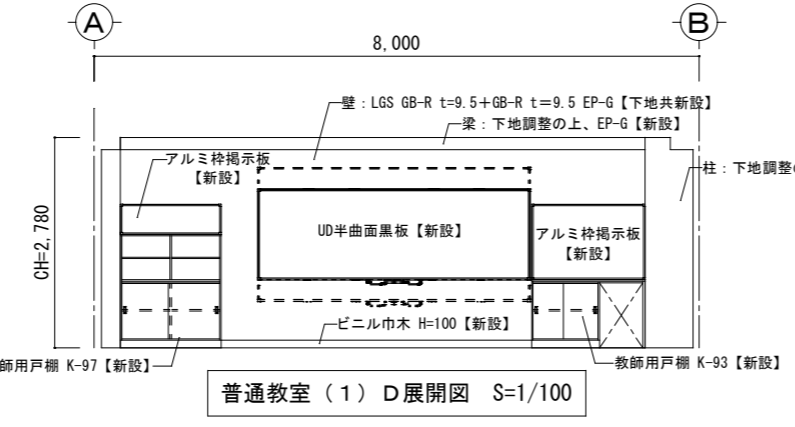 A
B
8,000
壁：LGS GB-R t=9.5＋GB-R t＝9.5 EP-G【下地共新設】
梁：下地調整の上、EP-G【新設】
アルミ枠掲示板
【新設】
柱：下地調整の
CH=2,780
UD半曲面黒板【新設】
アルミ枠掲示板
【新設】
ビニル巾木 H=100【新設】
師用戸棚 K-97【新設】
教師用戸棚 K-93【新設】
普通教室（１）Ｄ展開図 S=1/100